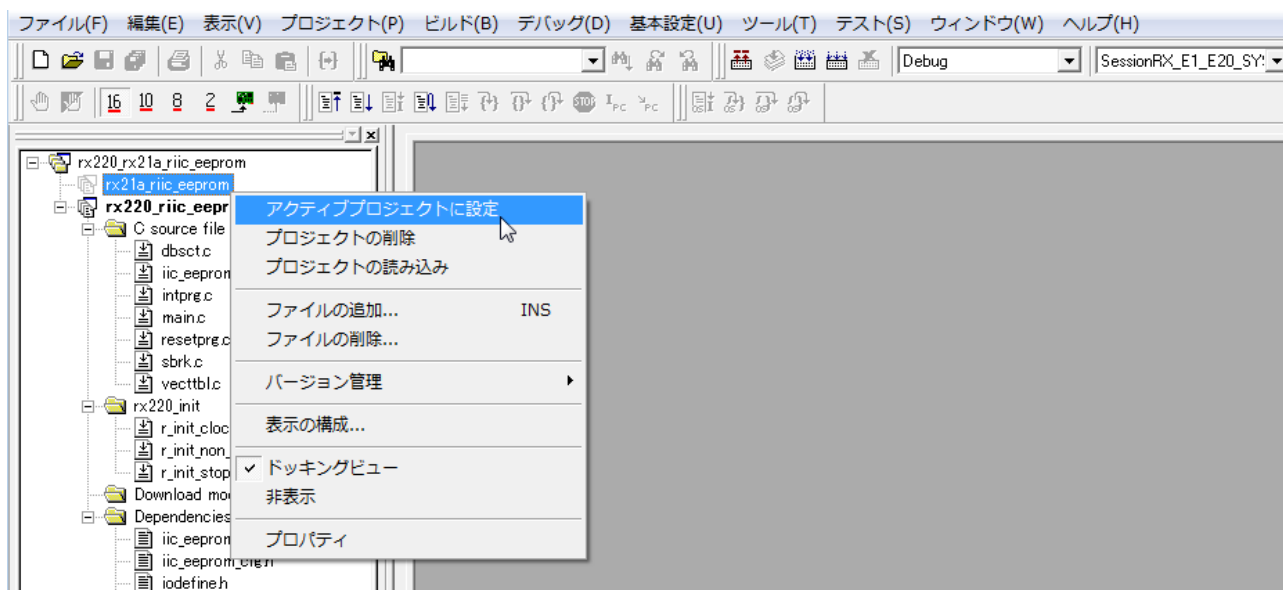 ファイル(F) 編集(E) 表示(V) プロジェクト(P) ビルド(B) デバッグ(D) 基本設定(U) ツール(T) テスト(S) ウィンドウ(W) ヘルプ(H)
Debug SessionRX_E1_E20_SY
16 10 8 2
rx220_rx21a_riic_eeprom
rx21a_riic_eeprom
rx220_riic_eepr
C source file
dbsct.c
iic_eeprom
intprg.c
main.c
resetprg.c
sbrk.c
vecttbl.c
rx220_init
r_init_cloc
r_init_non_
r_init_stop
Download mo
Dependencies
iic_eeprom
iic_eeprom_cfg.h
iodefine.h
アクティブプロジェクトに設定
プロジェクトの削除
プロジェクトの読み込み
ファイルの追加... INS
ファイルの削除...
バージョン管理
表示の構成...
ドッキングビュー
非表示
プロパティ